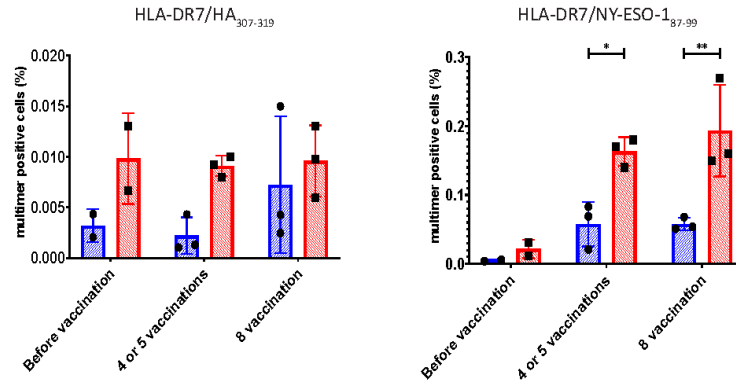 HLA-DR7/HA307-319
multimer positive cells (%)
0.020
0.015
0.010
0.005
0.000
Before vaccination
4 or 5 vaccinations
8 vaccination
HLA-DR7/NY-ESO-187-99
multimer positive cells (%)
0.3
0.2
0.1
0.0
*
**
Before vaccination
4 or 5 vaccinations
8 vaccination